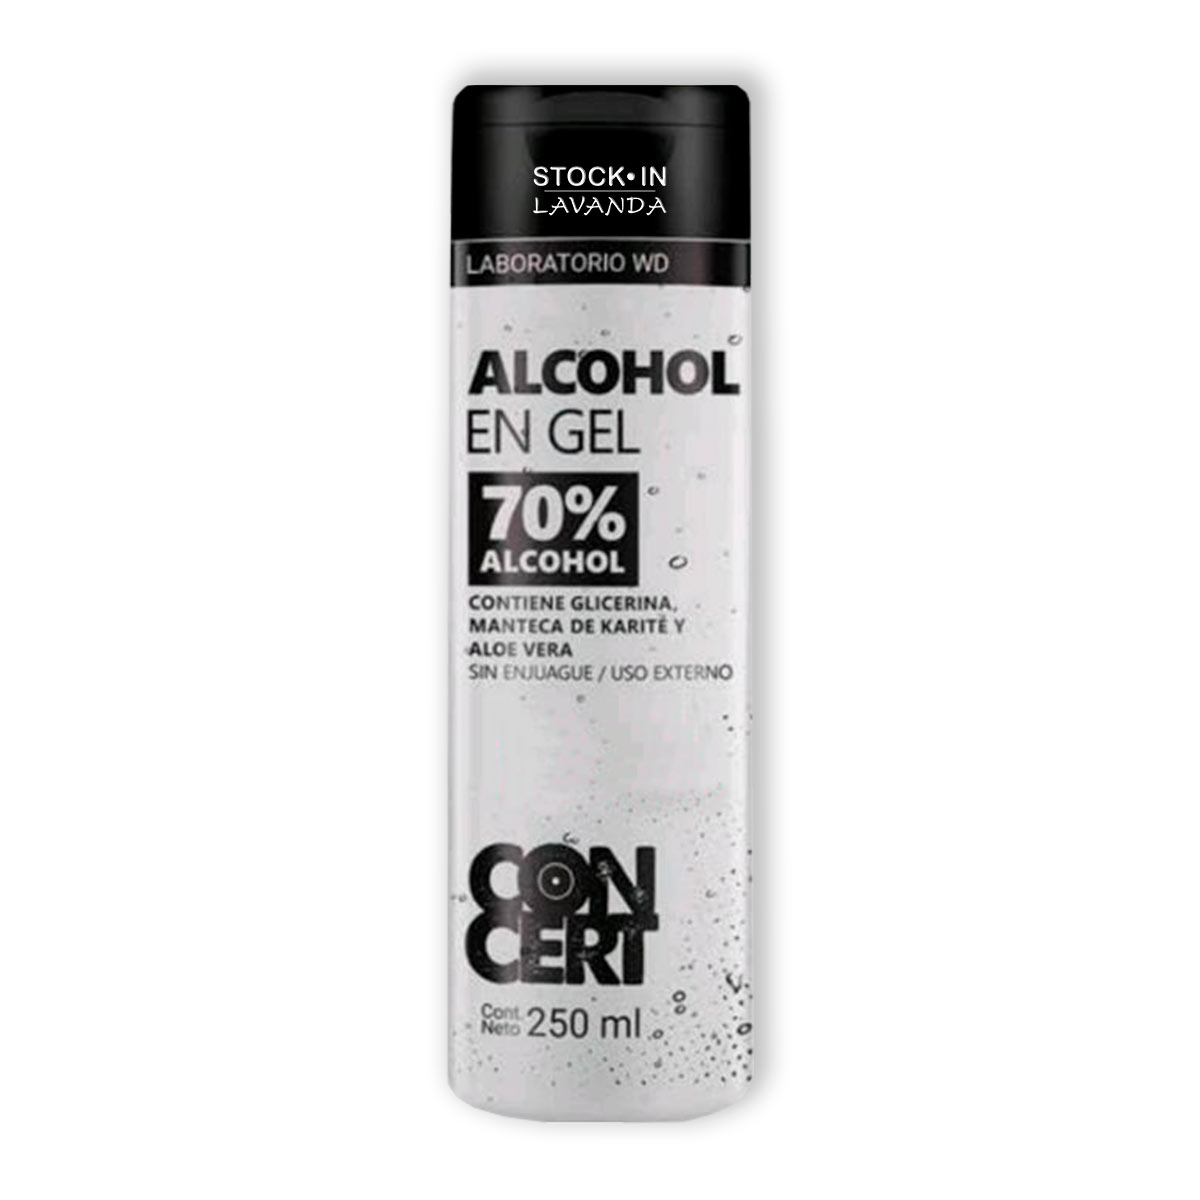 STOCK•IN
LAVANDA
LABORATORIO WD
ALCOHOL
EN GEL
70%
ALCOHOL
CONTIENE GLICERINA,
MANTECA DE KARITÉ Y
ALOE VERA
SIN ENJUAGUE / USO EXTERNO
CON
CERT
Cont.
Neto 250 ml